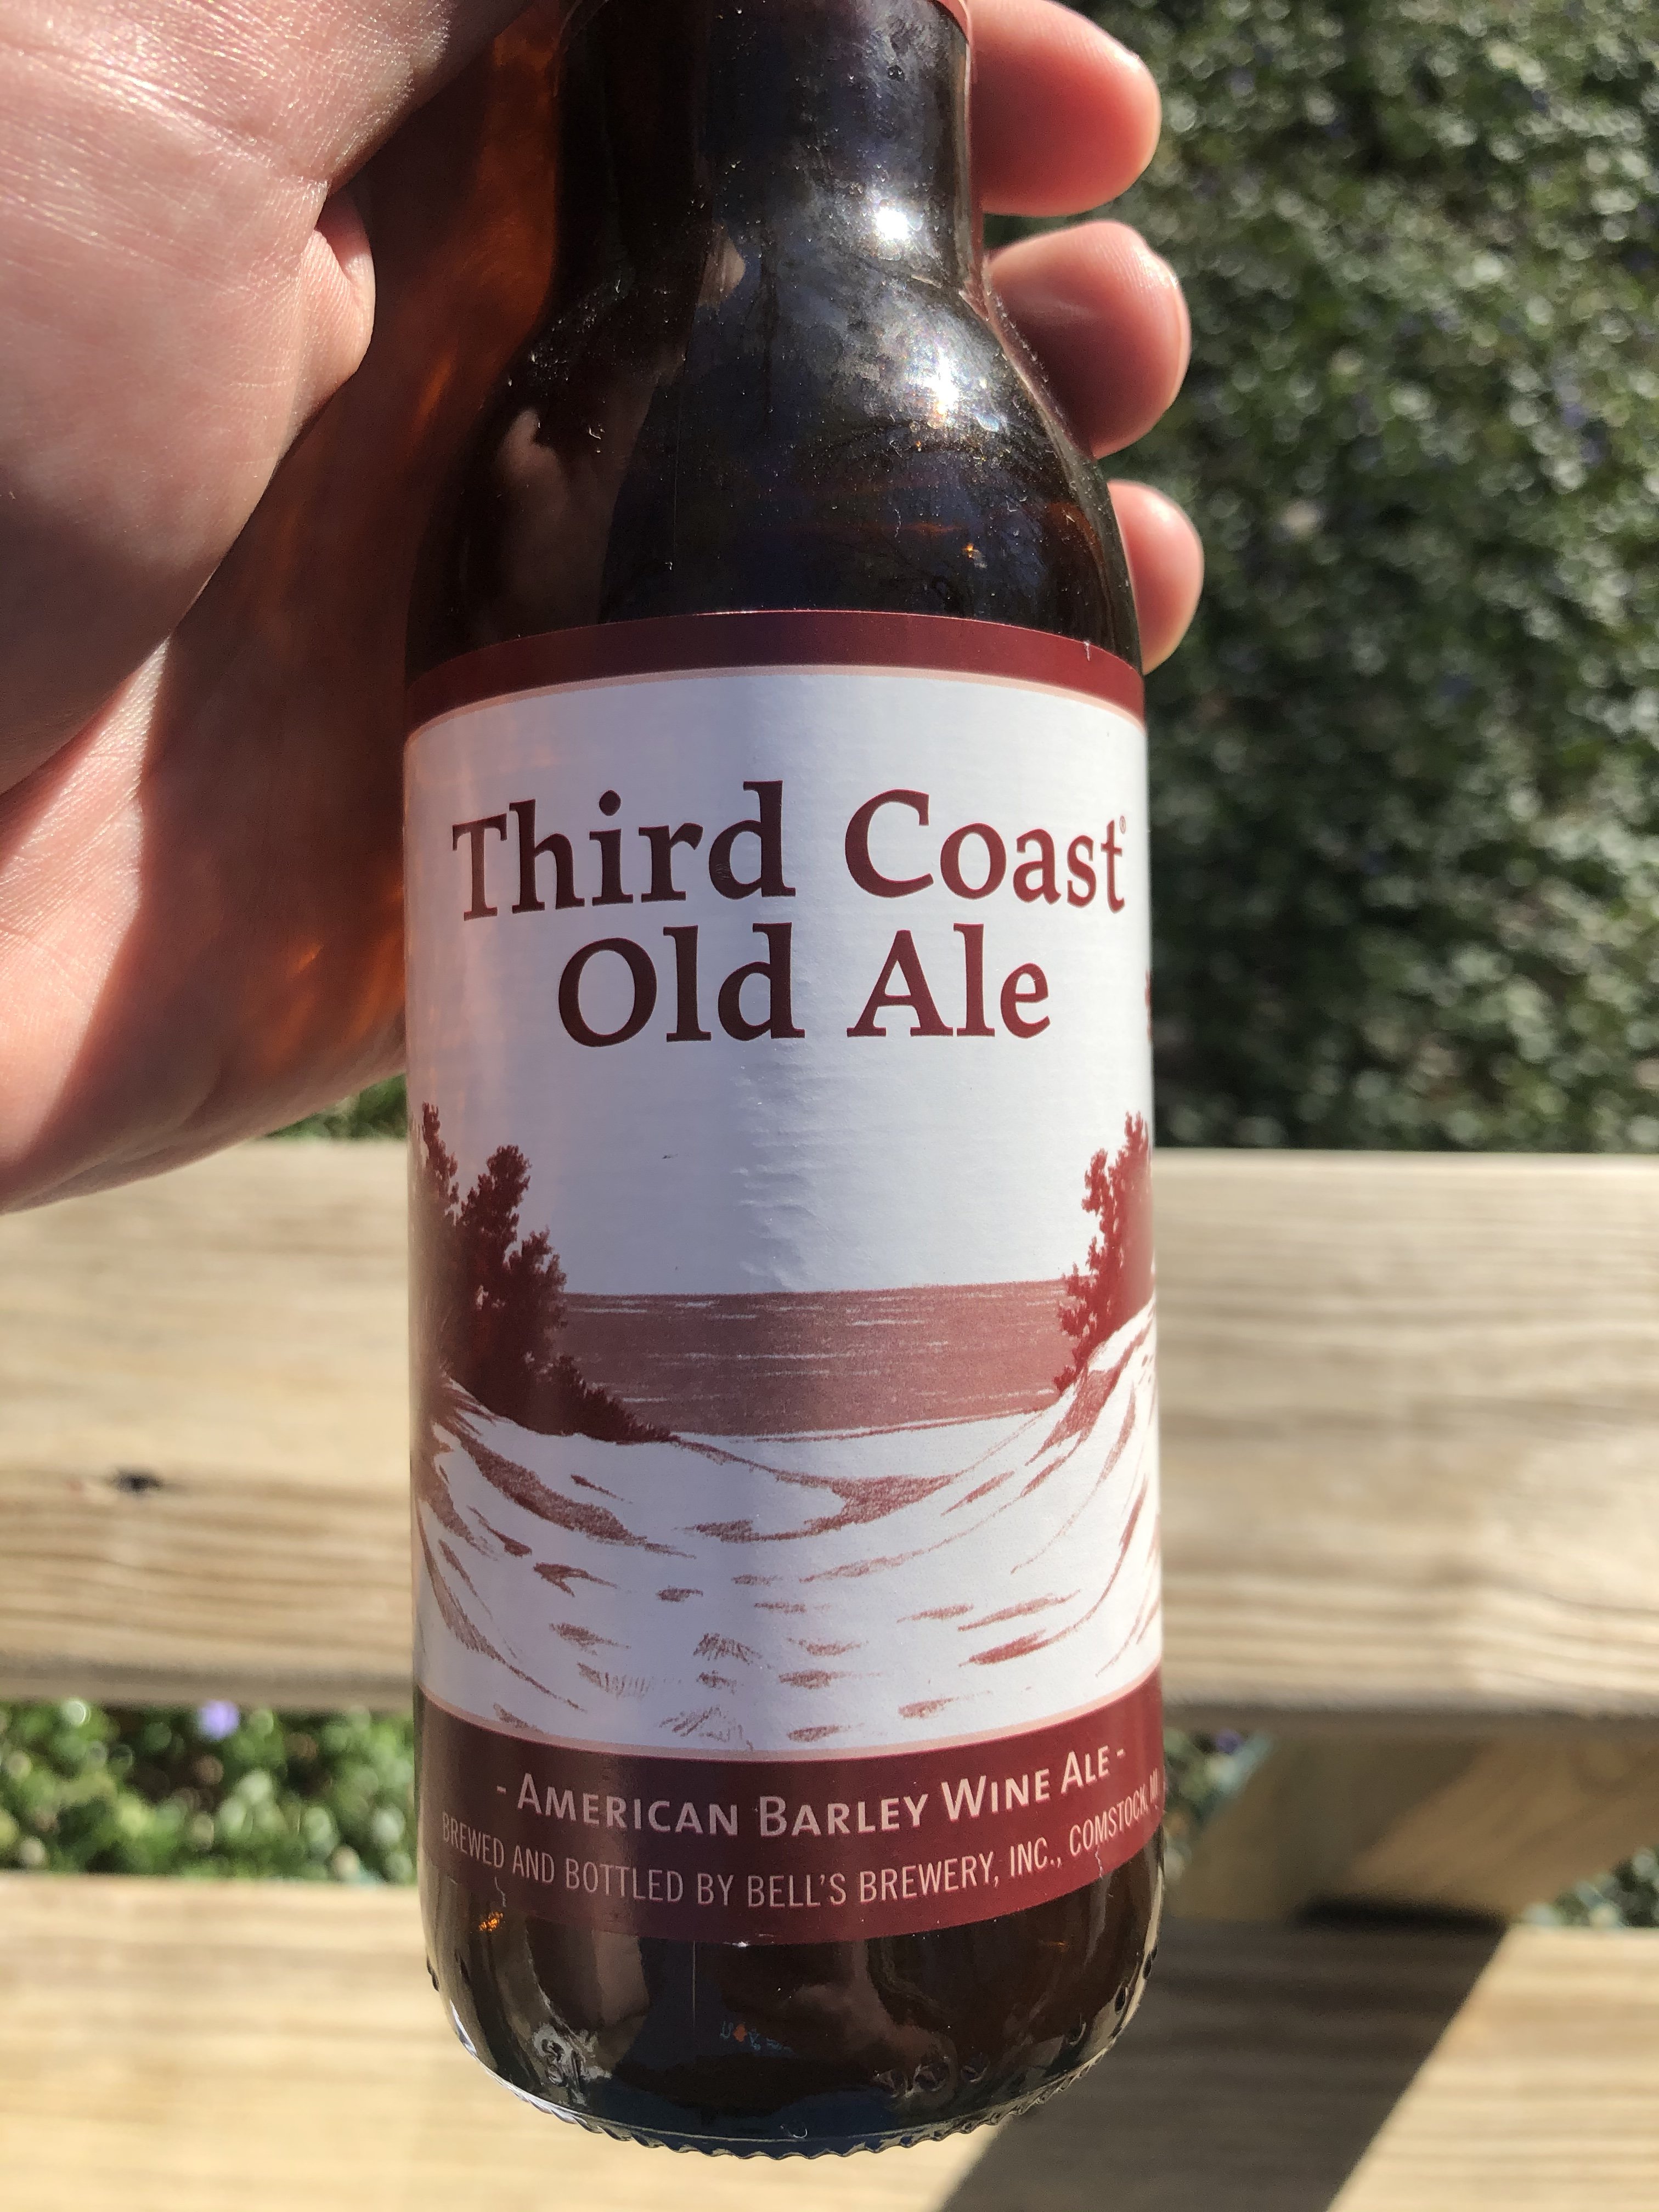 Third Coast®
Old Ale
- AMERICAN BARLEY WINE ALE -
BREWED AND BOTTLED BY BELL'S BREWERY, INC., COMSTOCK, MI